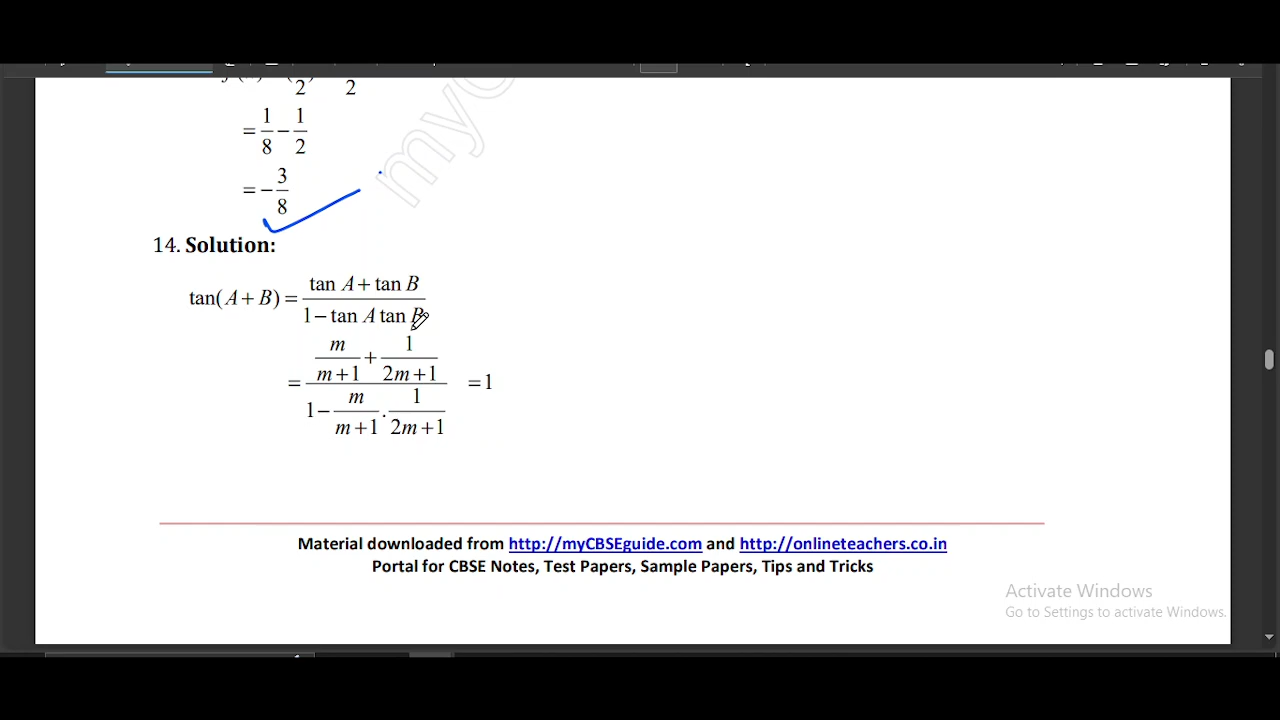 2 2
= 1/8 − 1/2
= − 3/8
14. Solution:
tan(A + B) = (tan A + tan B)/(1 − tan A tan B)
= (m/(m+1) + 1/(2m+1))/(1 − m/(m+1) . 1/(2m+1)) = 1
Material downloaded from http://myCBSEguide.com and http://onlineteachers.co.in
Portal for CBSE Notes, Test Papers, Sample Papers, Tips and Tricks
Activate Windows
Go to Settings to activate Windows.